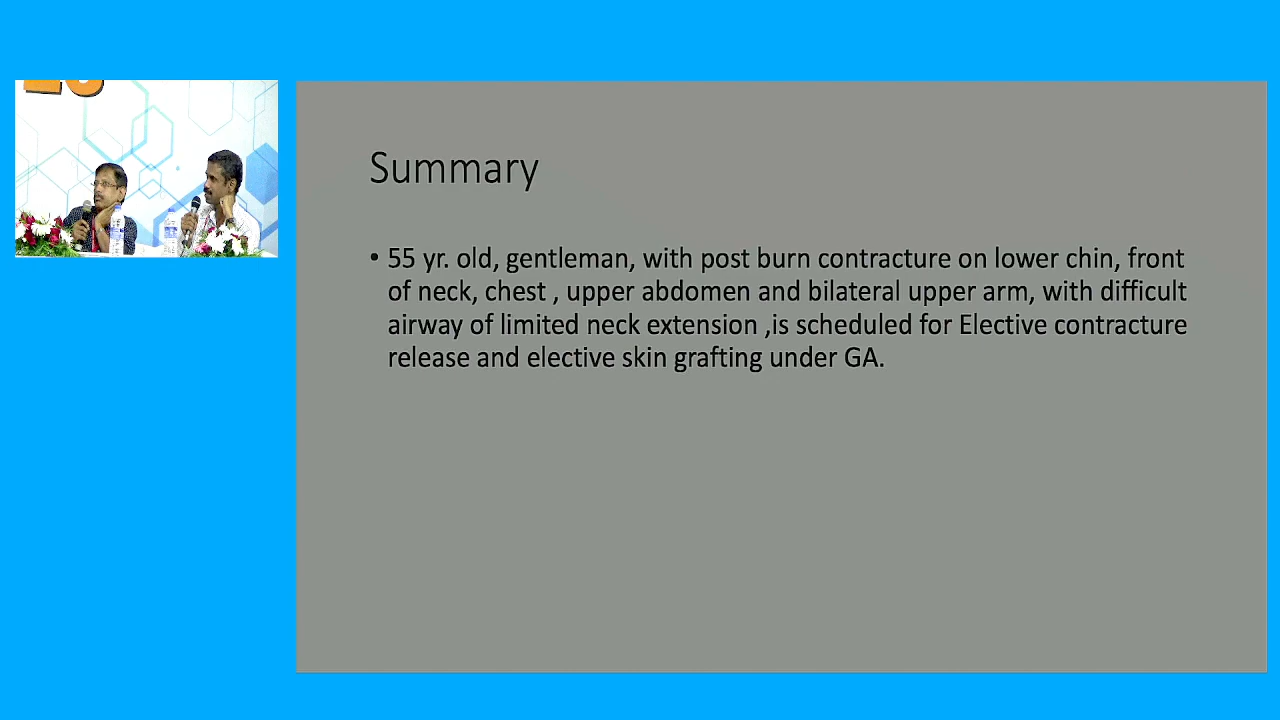 Summary
• 55 yr. old, gentleman, with post burn contracture on lower chin, front
of neck, chest , upper abdomen and bilateral upper arm, with difficult
airway of limited neck extension ,is scheduled for Elective contracture
release and elective skin grafting under GA.